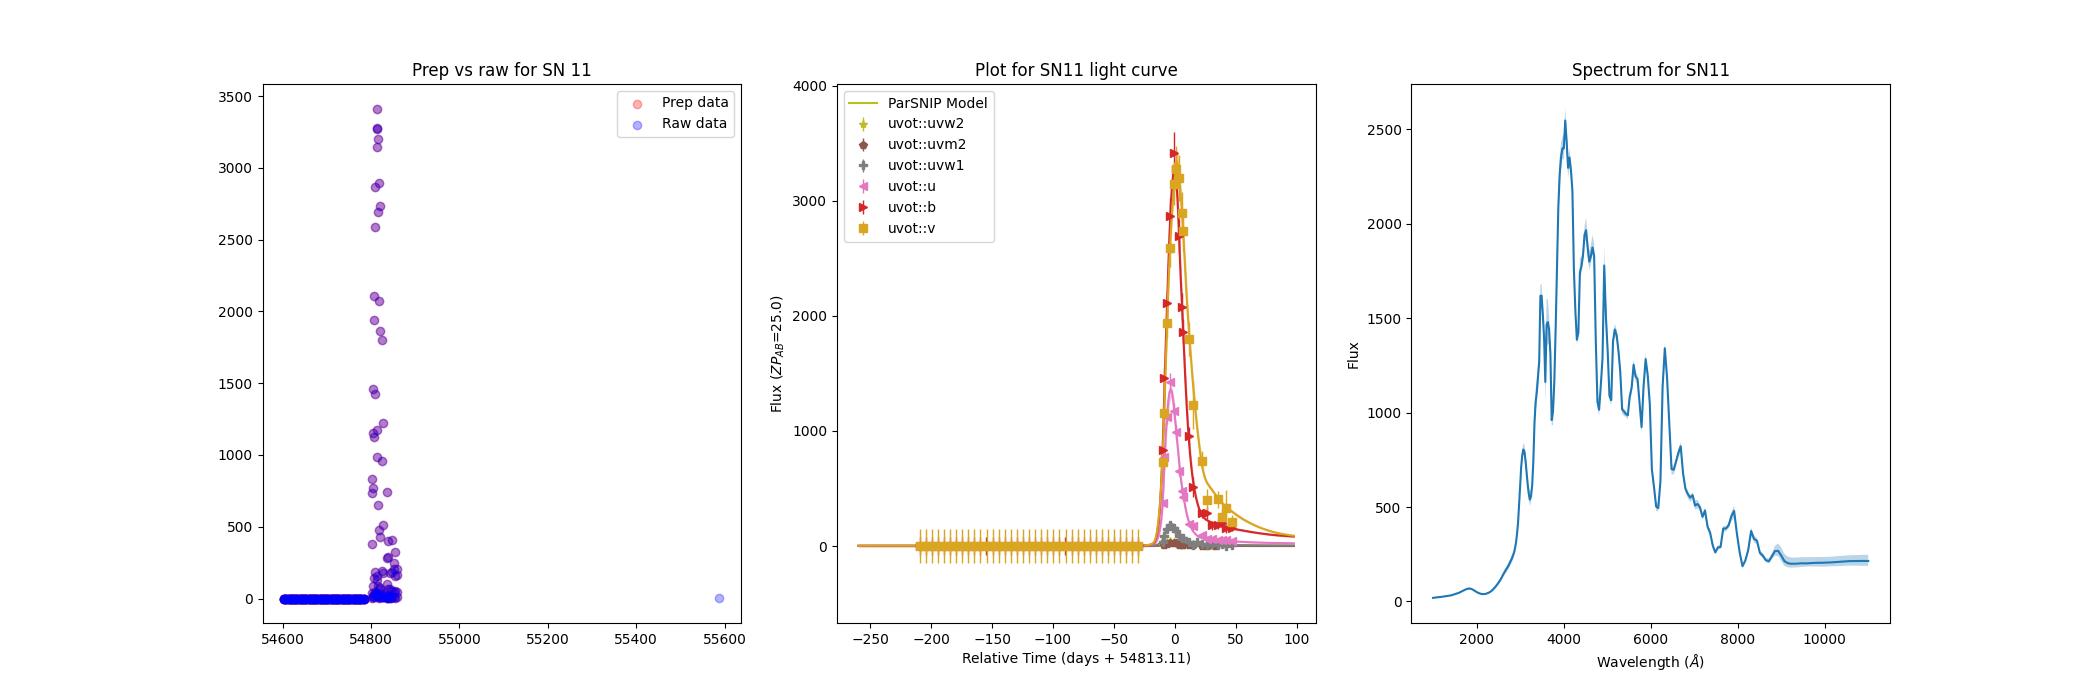 Prep vs raw for SN 11
3500
3000
2500
2000
1500
1000
500
0
54600
54800
55000
55200
55400
55600
Prep data
Raw data
Plot for SN11 light curve
Flux (ZP_AB=25.0)
4000
3000
2000
1000
0
−250
−200
−150
−100
−50
0
50
100
Relative Time (days + 54813.11)
ParSNIP Model
uvot::uvw2
uvot::uvm2
uvot::uvw1
uvot::u
uvot::b
uvot::v
Spectrum for SN11
Flux
2500
2000
1500
1000
500
0
2000
4000
6000
8000
10000
Wavelength (Å)